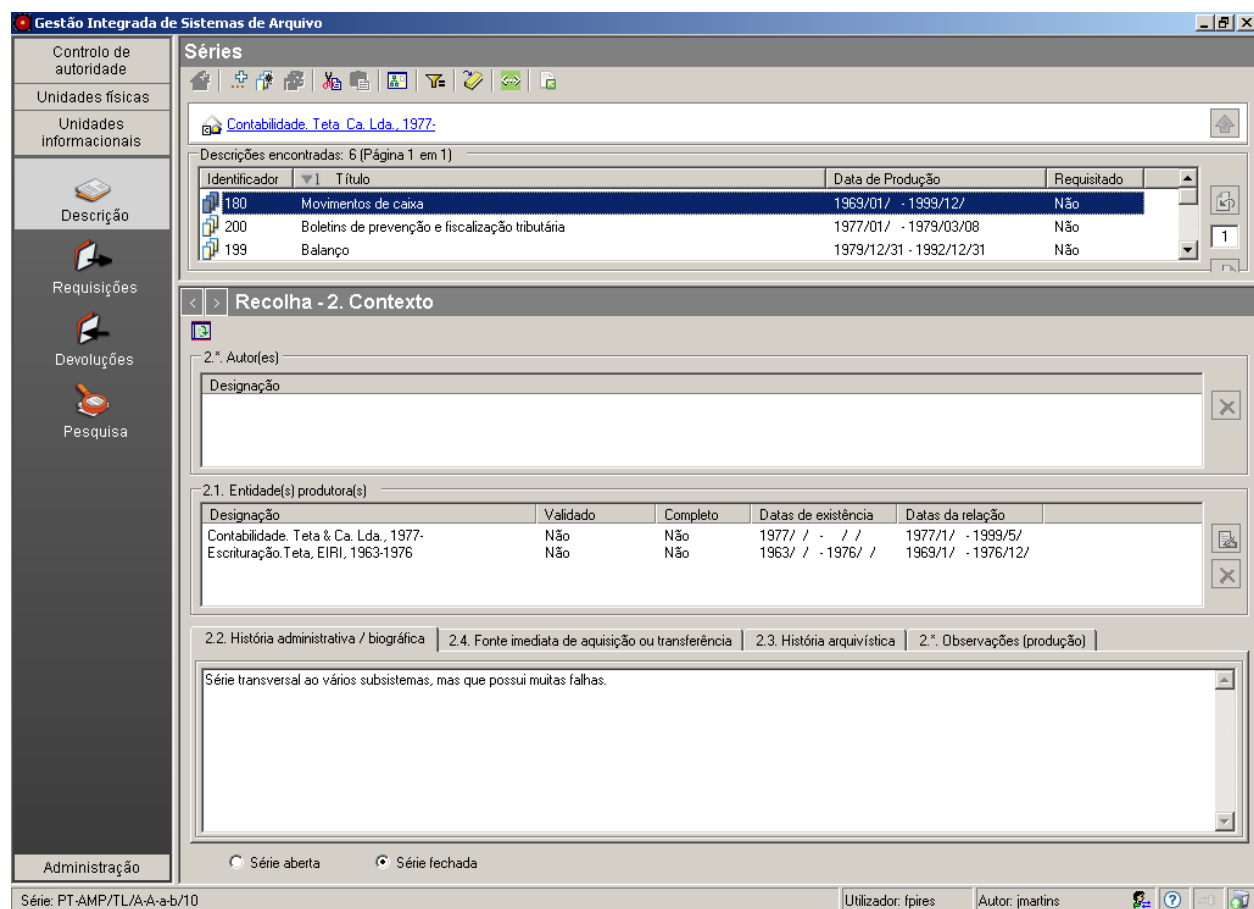 Gestão Integrada de Sistemas de Arquivo
Controlo de
autoridade
Unidades físicas
Unidades
informacionais
Descrição
Requisições
Devoluções
Pesquisa
Administração
Séries
Contabilidade. Teta Ca. Lda., 1977-
Descrições encontradas: 6 (Página 1 em 1)
Identificador 1 Título Data de Produção Requisitado
180 Movimentos de caixa 1969/01/ - 1999/12/ Não
200 Boletins de prevenção e fiscalização tributária 1977/01/ - 1979/03/08 Não
199 Balanço 1979/12/31 - 1992/12/31 Não
1
< > Recolha - 2. Contexto
2.*. Autor(es)
Designação
2.1. Entidade(s) produtora(s)
Designação Validado Completo Datas de existência Datas da relação
Contabilidade. Teta & Ca. Lda., 1977- Não Não 1977/ / - / / 1977/1/ - 1999/5/
Escrituração.Teta, EIRI, 1963-1976 Não Não 1963/ / - 1976/ / 1969/1/ - 1976/12/
2.2. História administrativa / biográfica 2.4. Fonte imediata de aquisição ou transferência 2.3. História arquivística 2.*. Observações (produção)
Série transversal ao vários subsistemas, mas que possui muitas falhas.
Série aberta Série fechada
Série: PT-AMP/TL/A-A-a-b/10 Utilizador: fpires Autor: jmartins